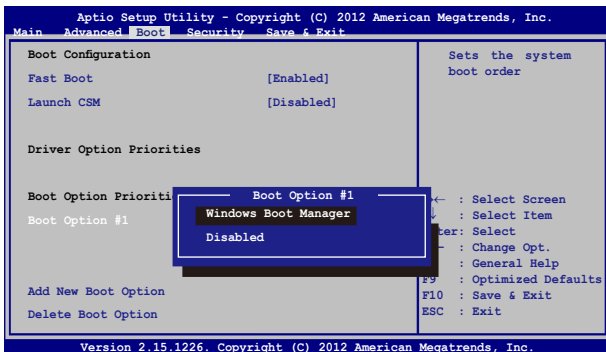 Aptio Setup Utility - Copyright (C) 2012 American Megatrends, Inc.
Main Advanced Boot Security Save & Exit
Boot Configuration
Fast Boot [Enabled]
Launch CSM [Disabled]
Driver Option Priorities
Boot Option Prioriti
Boot Option #1
Boot Option #1
Windows Boot Manager
Disabled
Add New Boot Option
Delete Boot Option
Sets the system
boot order
→← : Select Screen
↓ : Select Item
ter: Select
- : Change Opt.
: General Help
F9 : Optimized Defaults
F10 : Save & Exit
ESC : Exit
Version 2.15.1226. Copyright (C) 2012 American Megatrends, Inc.